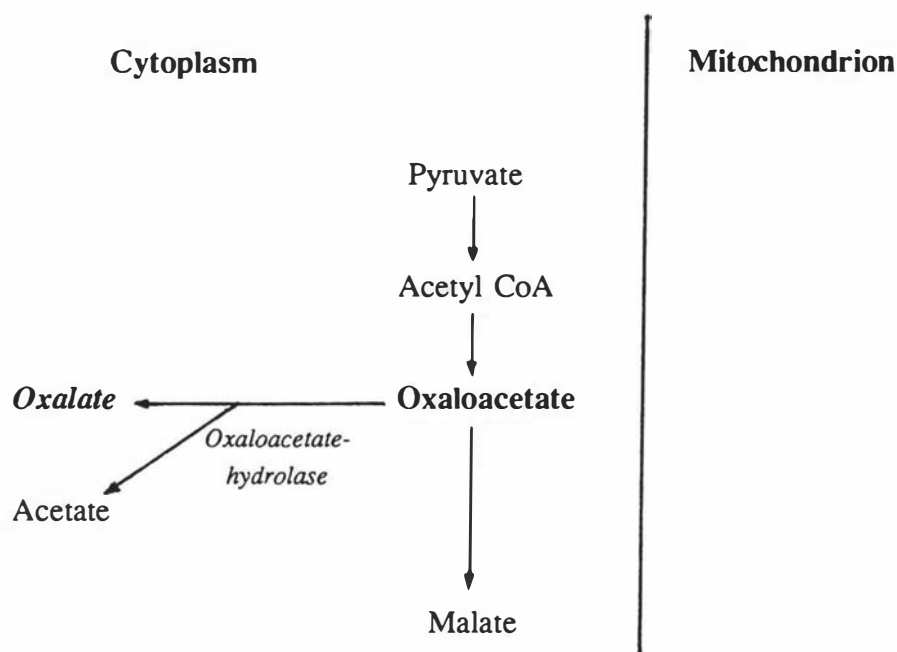 Cytoplasm
Mitochondrion
Pyruvate
Acetyl CoA
Oxalate
Oxaloacetate
Oxaloacetate-
hydrolase
Acetate
Malate